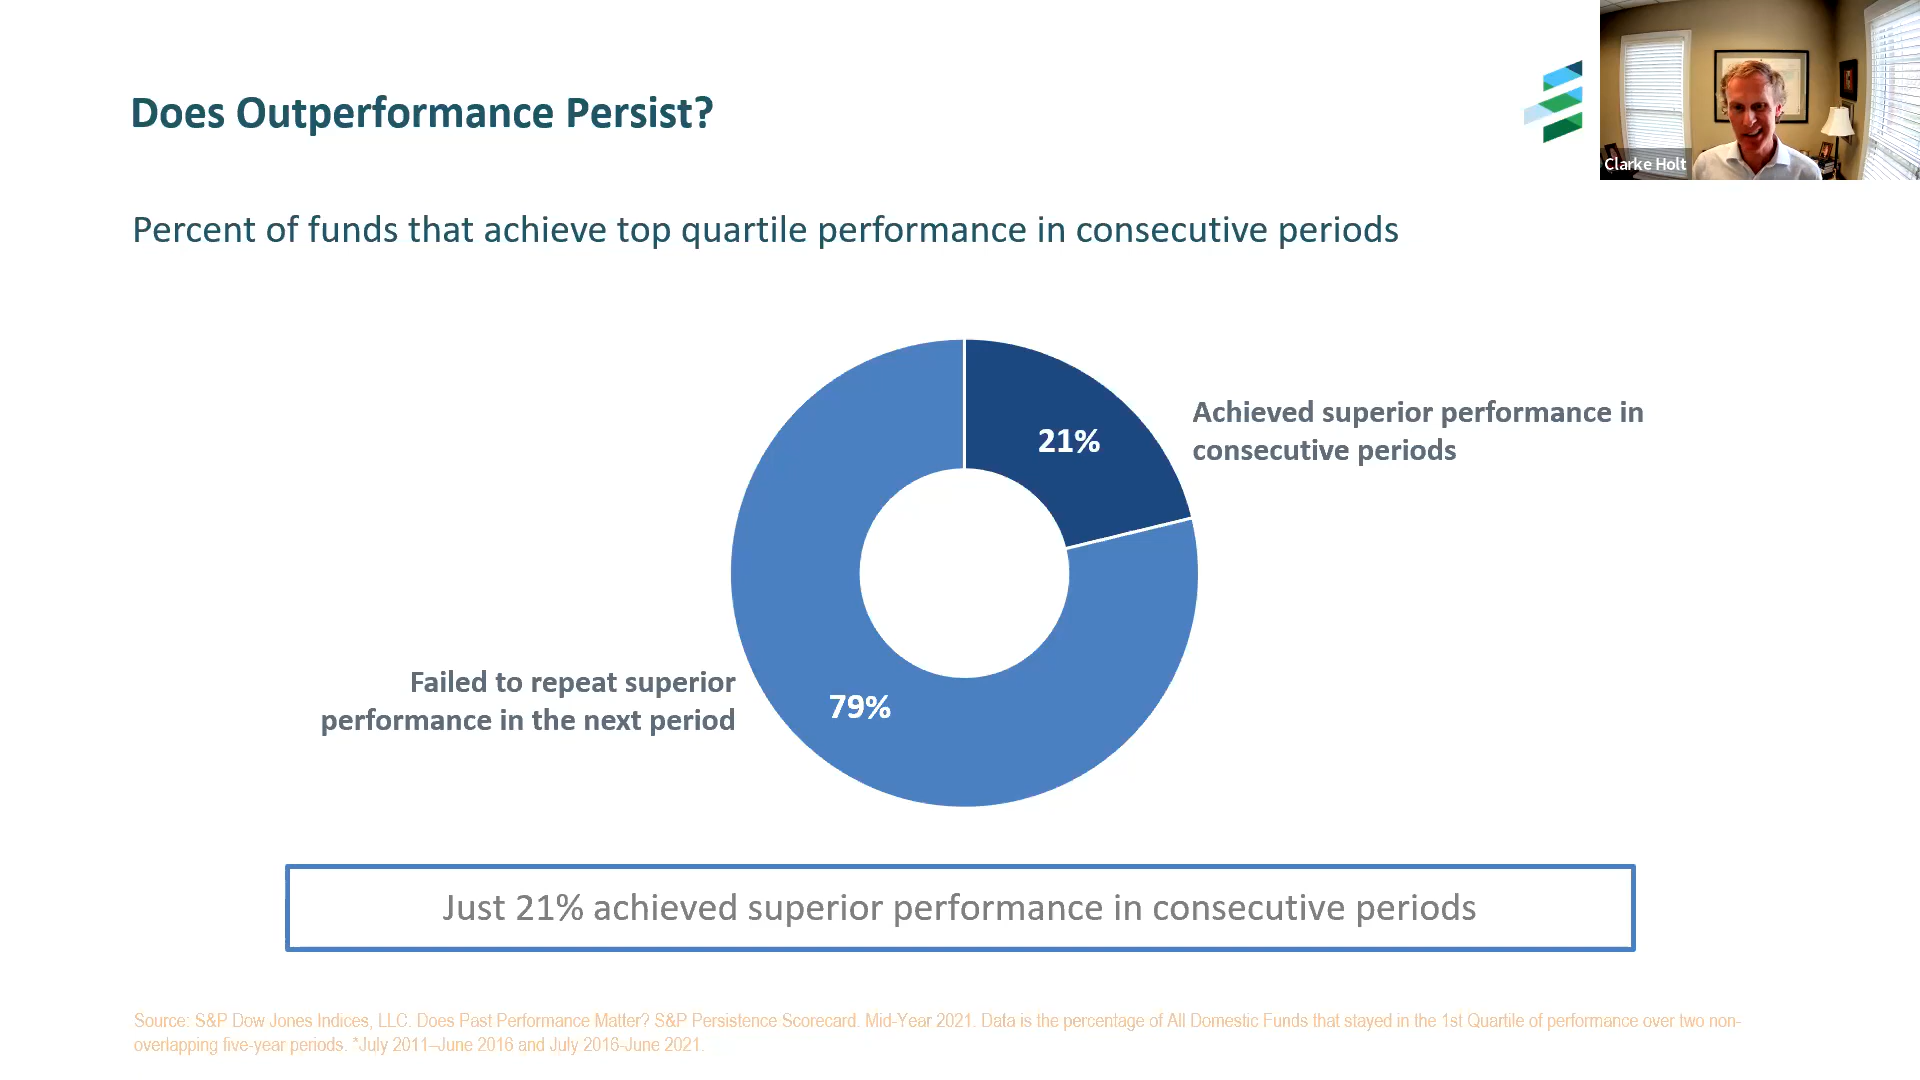 Does Outperformance Persist?
Clarke Holt
Percent of funds that achieve top quartile performance in consecutive periods
21%
Achieved superior performance in
consecutive periods
Failed to repeat superior
performance in the next period
79%
Just 21% achieved superior performance in consecutive periods
Source: S&P Dow Jones Indices, LLC. Does Past Performance Matter? S&P Persistence Scorecard. Mid-Year 2021. Data is the percentage of All Domestic Funds that stayed in the 1st Quartile of performance over two non-
overlapping five-year periods. *July 2011–June 2016 and July 2016-June 2021.